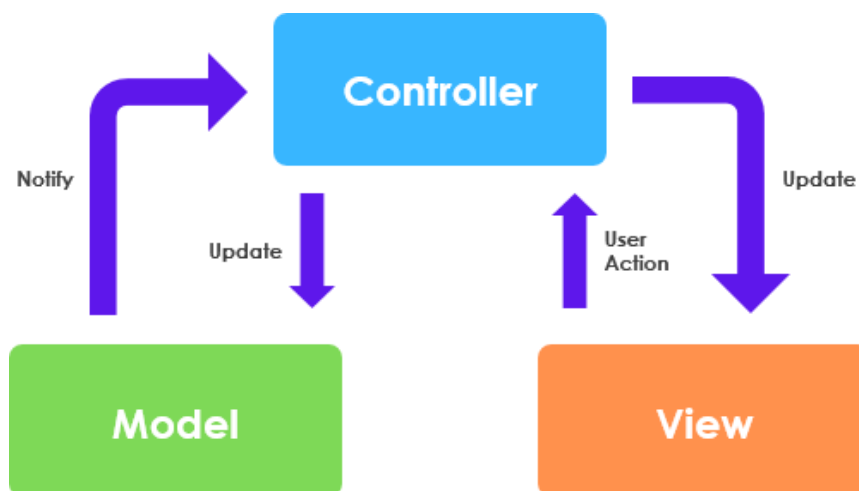 Controller
Notify
Update
Update
User
Action
Model
View